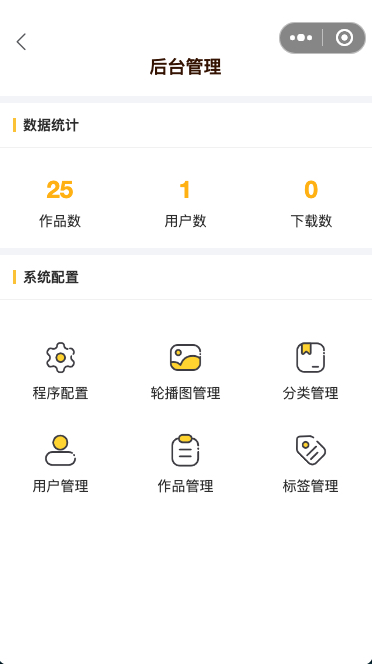 后台管理
数据统计
25 1 0
作品数 用户数 下载数
系统配置
程序配置 轮播图管理 分类管理
用户管理 作品管理 标签管理